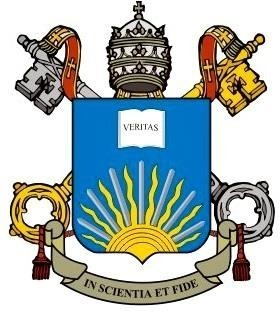 VERITAS
IN SCIENTIA ET FIDE